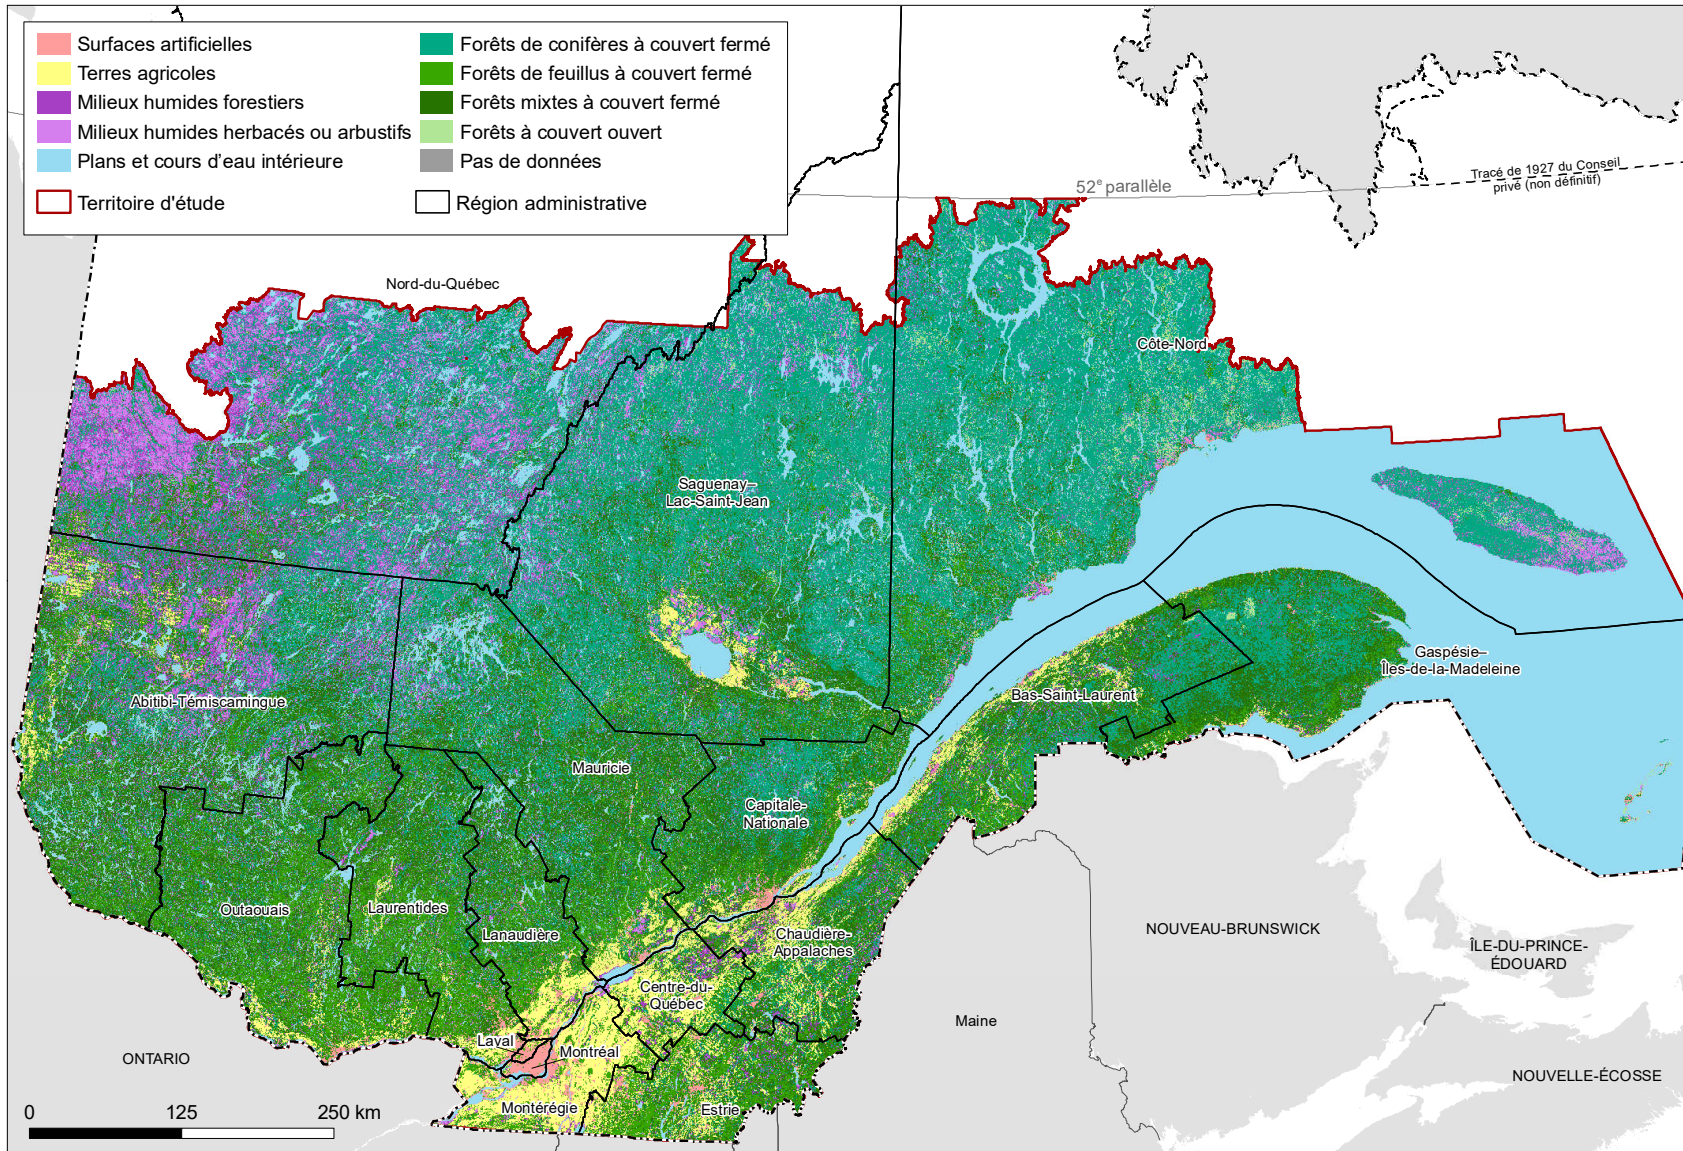 Surfaces artificielles
Terres agricoles
Milieux humides forestiers
Milieux humides herbacés ou arbustifs
Plans et cours d'eau intérieure
Territoire d'étude
Forêts de conifères à couvert fermé
Forêts de feuillus à couvert fermé
Forêts mixtes à couvert fermé
Forêts à couvert ouvert
Pas de données
Région administrative
52e parallèle
Tracé de 1927 du Conseil
privé (non définitif)
Nord-du-Québec
Côte-Nord
Saguenay–
Lac-Saint-Jean
Gaspésie–
Îles-de-la-Madeleine
Bas-Saint-Laurent
Abitibi-Témiscamingue
Mauricie
Capitale-
Nationale
Outaouais
Laurentides
Lanaudière
Chaudière-
Appalaches
Centre-du-
Québec
Laval
Montréal
Montérégie
Estrie
NOUVEAU-BRUNSWICK
ÎLE-DU-PRINCE-
ÉDOUARD
Maine
ONTARIO
NOUVELLE-ÉCOSSE
0 125 250 km